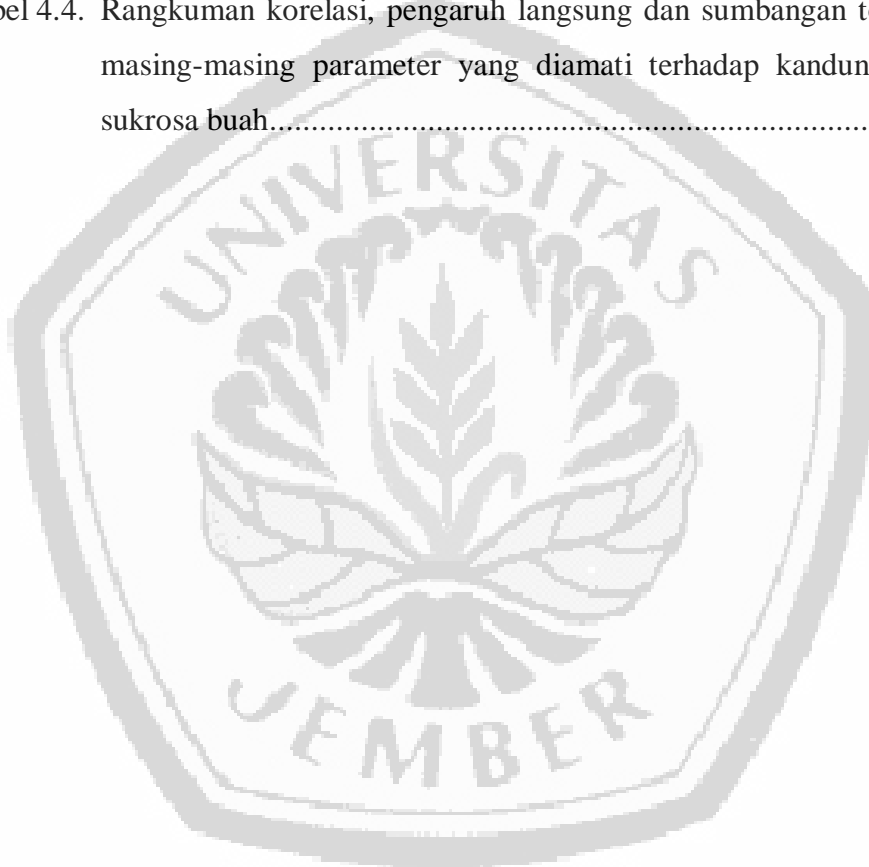 bel 4.4. Rangkuman korelasi, pengaruh langsung dan sumbangan
masing-masing parameter yang diamati terhadap kandun
sukrosa buah..........................................................................
UNIVERSITAS
JEMBER